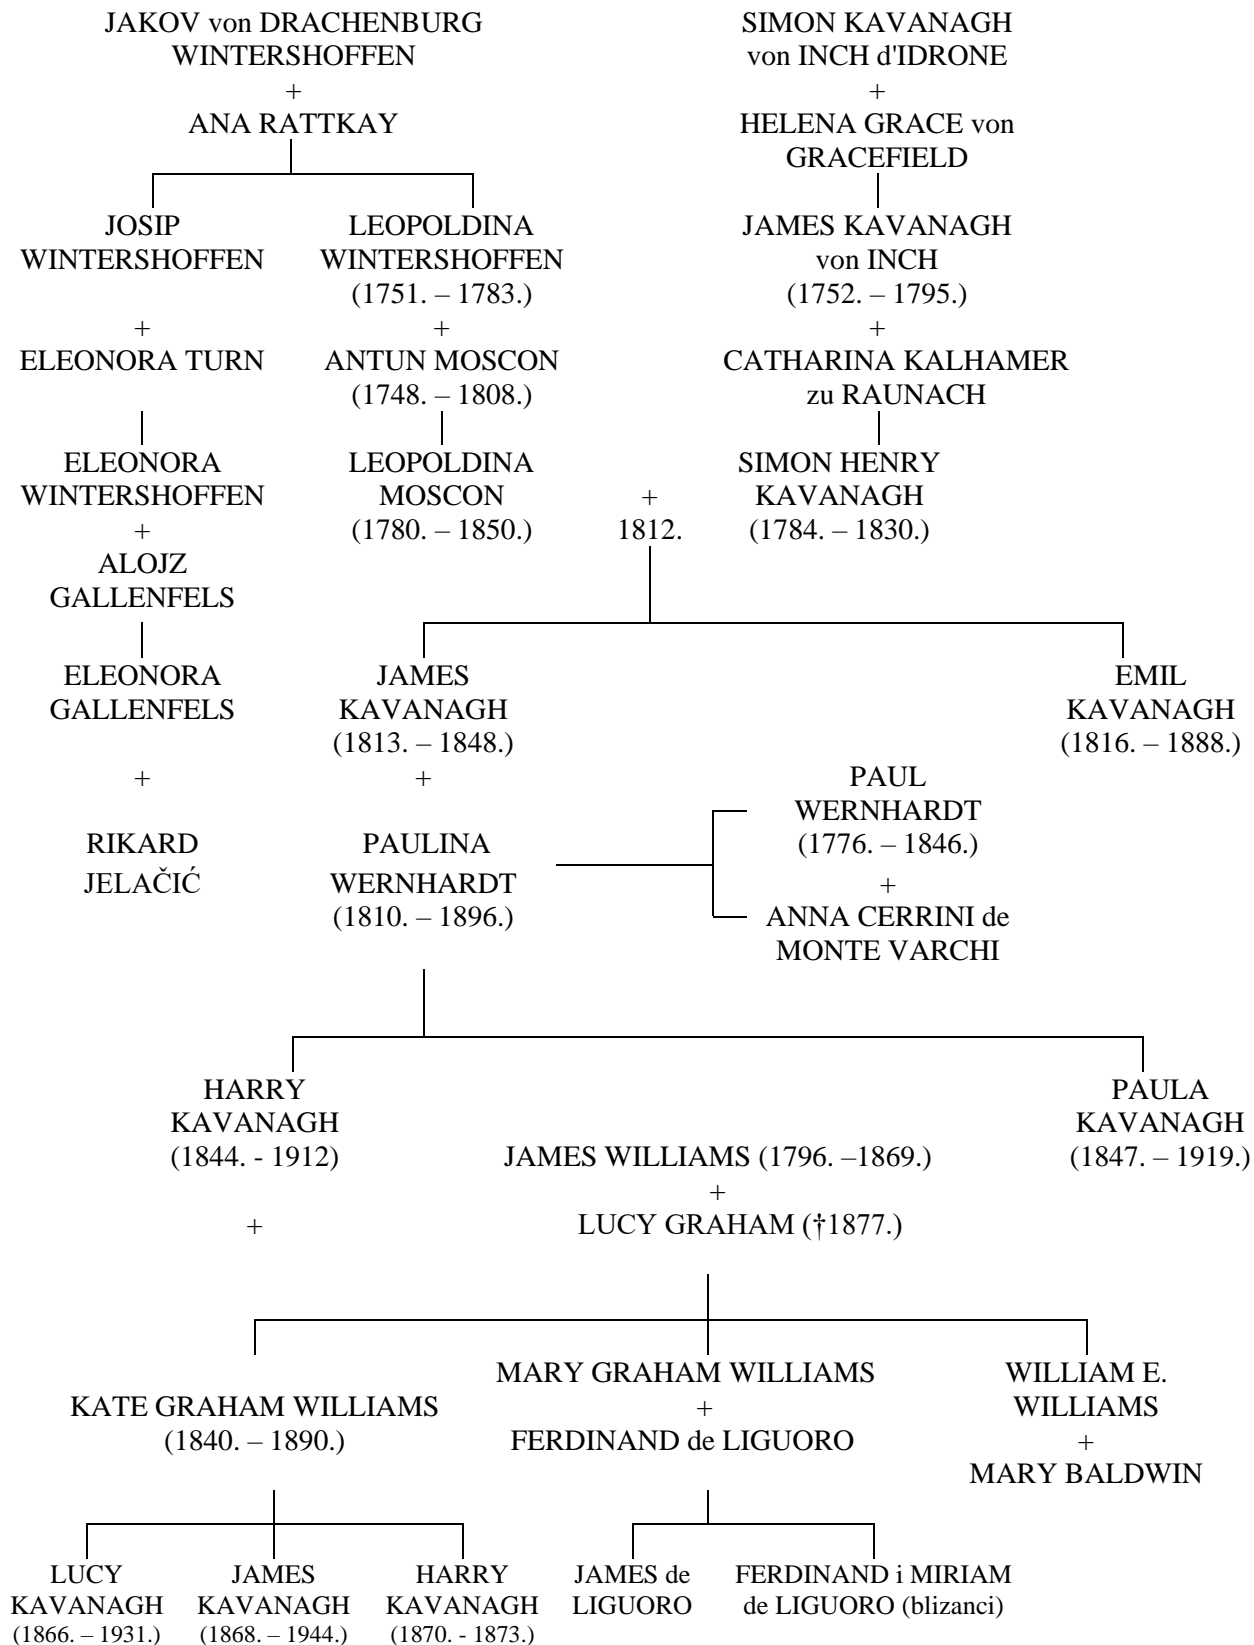 JAKOV von DRACHENBURG
WINTERSHOFFEN
+
ANA RATTKAY
SIMON KAVANAGH
von INCH d'IDRONE
+
HELENA GRACE von
GRACEFIELD
JOSIP
WINTERSHOFFEN
+
ELEONORA TURN
LEOPOLDINA
WINTERSHOFFEN
(1751. – 1783.)
+
ANTUN MOSCON
(1748. – 1808.)
JAMES KAVANAGH
von INCH
(1752. – 1795.)
+
CATHARINA KALHAMER
zu RAUNACH
ELEONORA
WINTERSHOFFEN
+
ALOJZ
GALLENFELS
LEOPOLDINA
MOSCON
(1780. – 1850.)
+
1812.
SIMON HENRY
KAVANAGH
(1784. – 1830.)
ELEONORA
GALLENFELS
+
RIKARD
JELAČIĆ
JAMES
KAVANAGH
(1813. – 1848.)
+
PAULINA
WERNHARDT
(1810. – 1896.)
EMIL
KAVANAGH
(1816. – 1888.)
PAUL
WERNHARDT
(1776. – 1846.)
+
ANNA CERRINI de
MONTE VARCHI
HARRY
KAVANAGH
(1844. - 1912)
+
JAMES WILLIAMS (1796. –1869.)
+
LUCY GRAHAM (†1877.)
PAULA
KAVANAGH
(1847. – 1919.)
KATE GRAHAM WILLIAMS
(1840. – 1890.)
MARY GRAHAM WILLIAMS
+
FERDINAND de LIGUORO
WILLIAM E.
WILLIAMS
+
MARY BALDWIN
LUCY
KAVANAGH
(1866. – 1931.)
JAMES
KAVANAGH
(1868. – 1944.)
HARRY
KAVANAGH
(1870. - 1873.)
JAMES de
LIGUORO
FERDINAND i MIRIAM
de LIGUORO (blizanci)